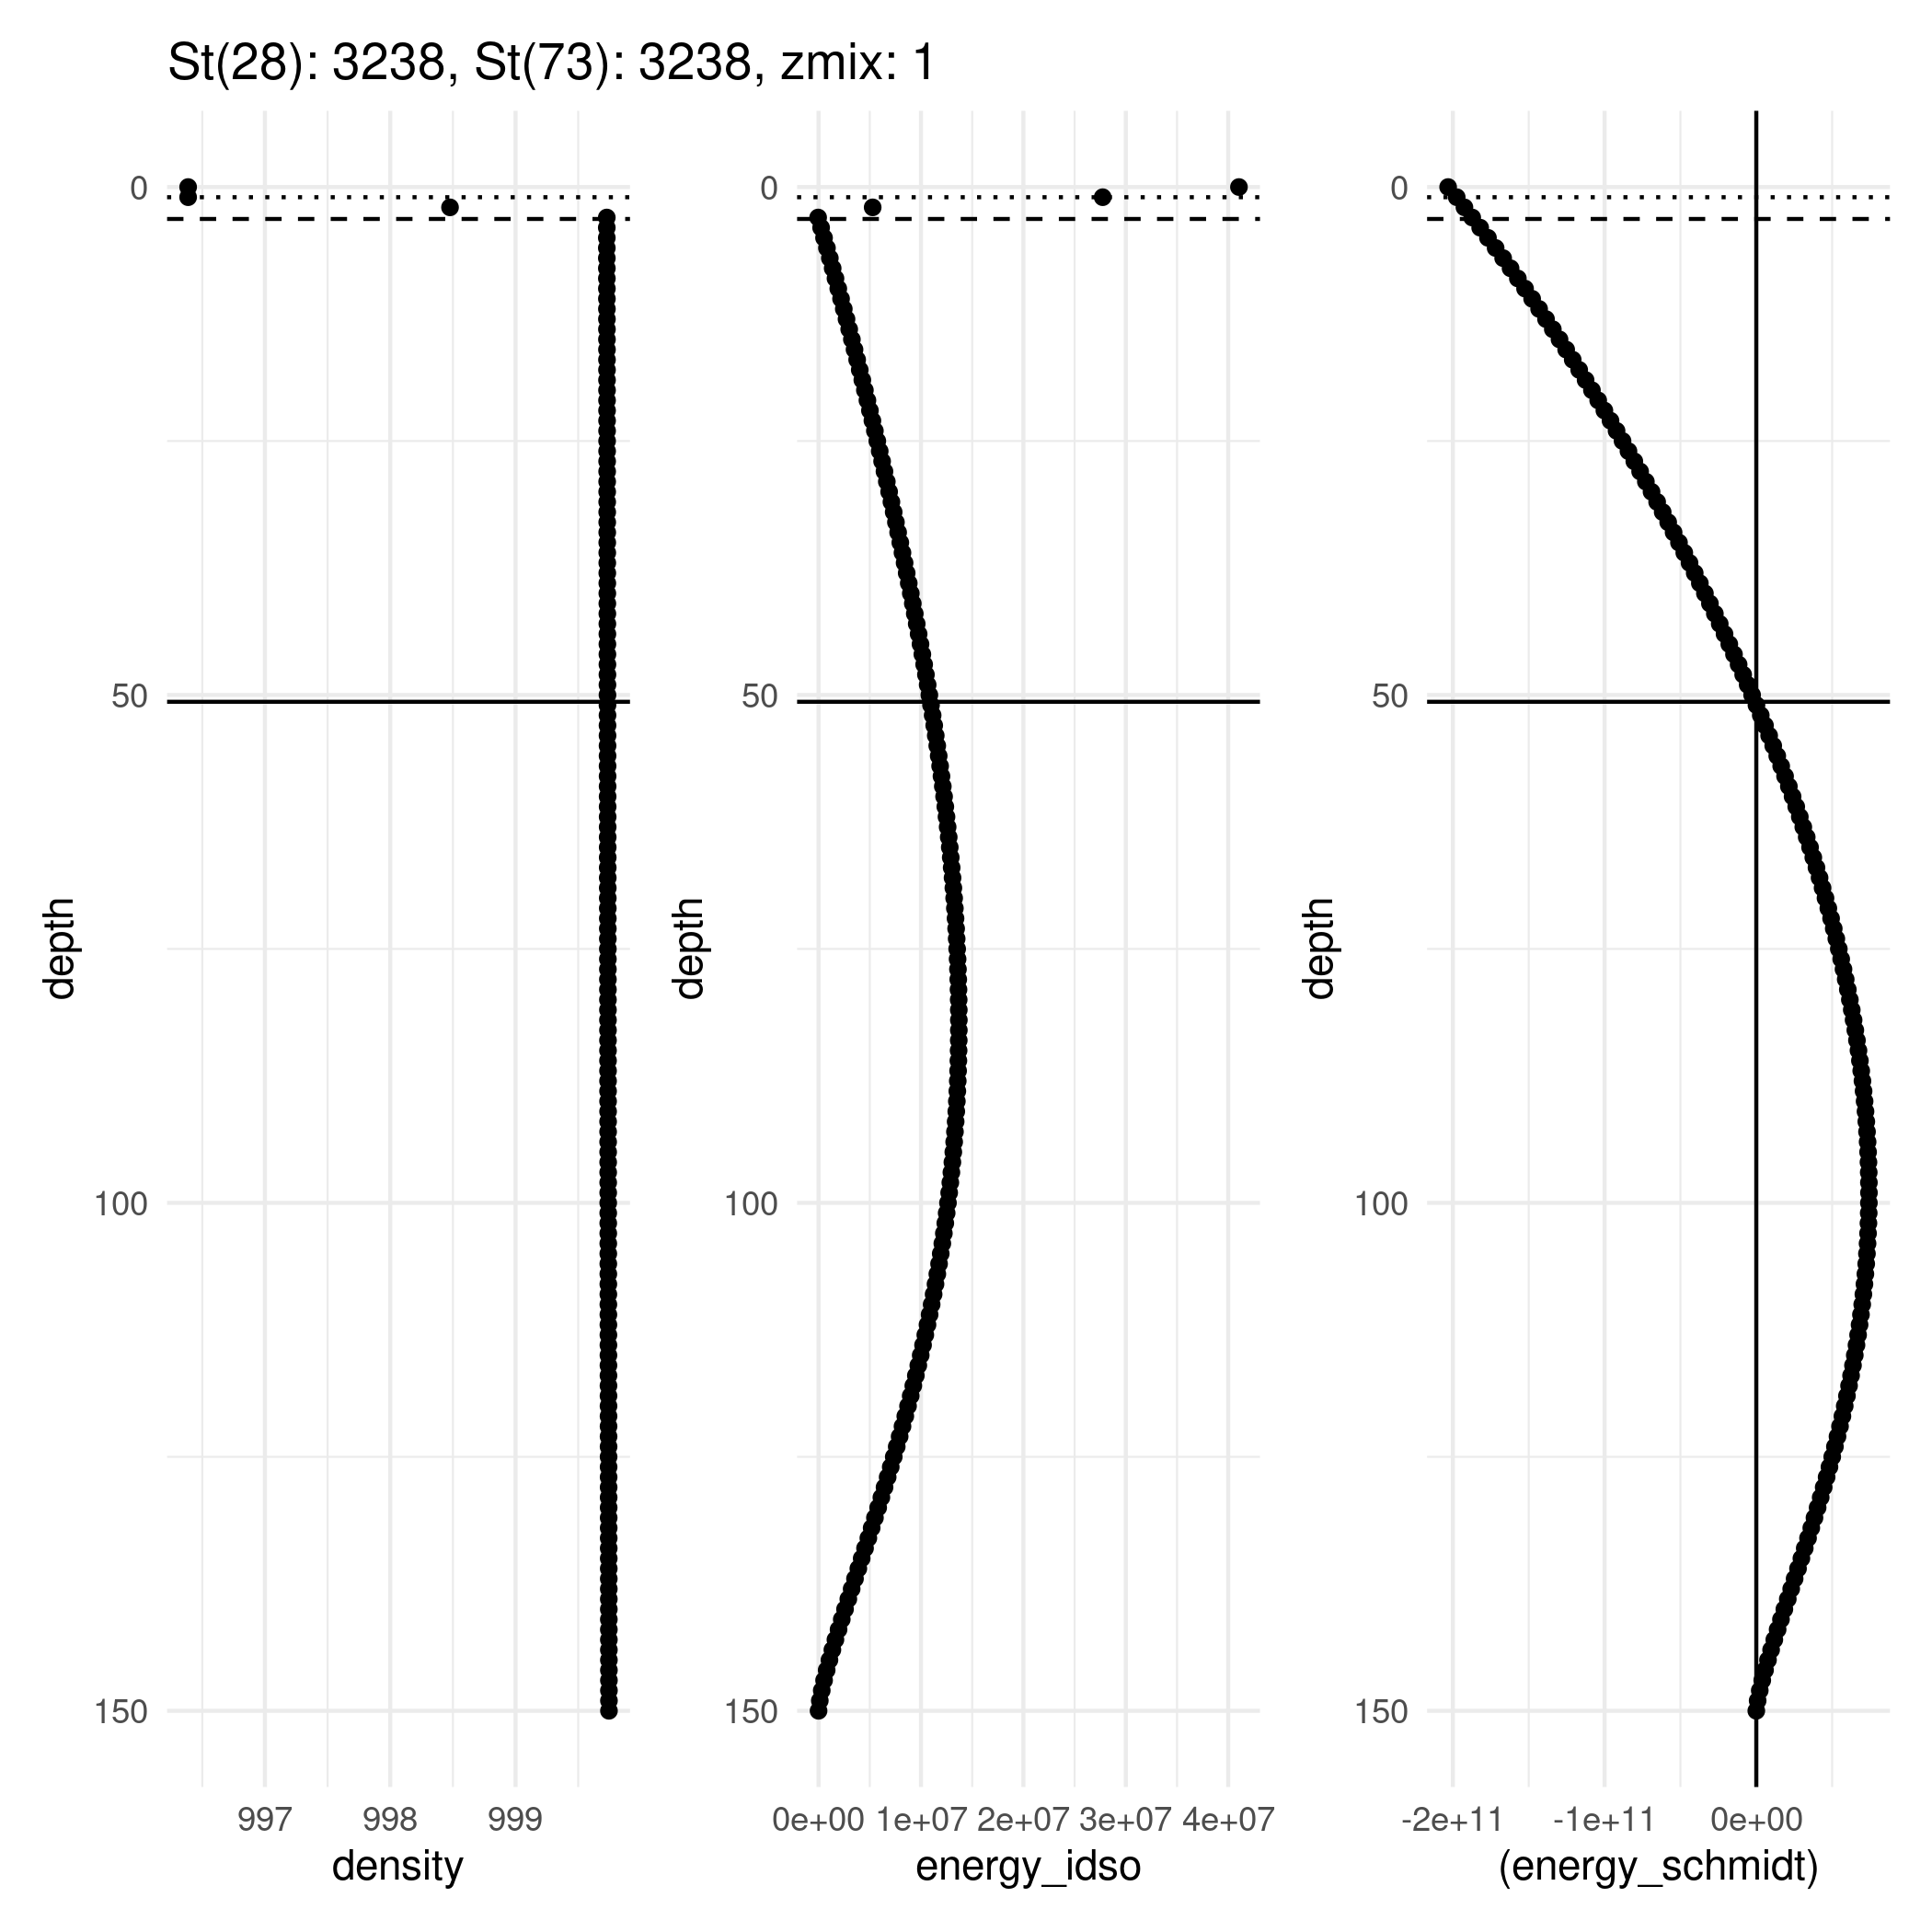 St(28): 3238, St(73): 3238, zmix: 1
0
50
100
150
depth
997
998
999
density
0
50
100
150
depth
0e+00
1e+07
2e+07
3e+07
4e+07
energy_idso
0
50
100
150
depth
-2e+11
-1e+11
0e+00
(energy_schmidt)